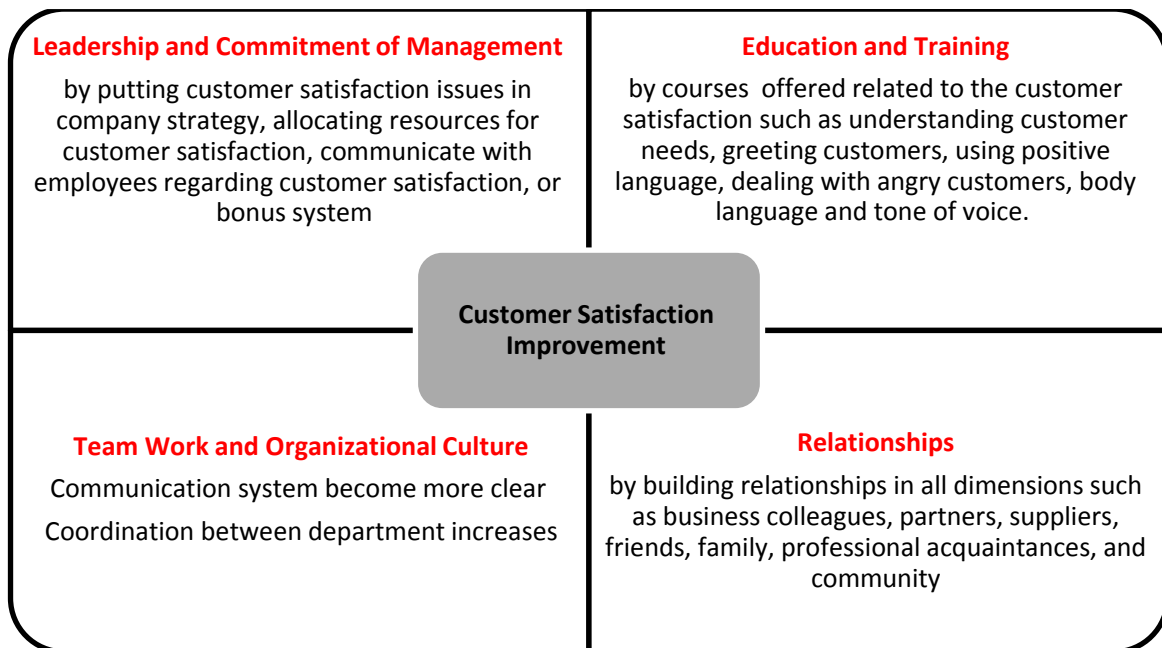 Leadership and Commitment of Management
by putting customer satisfaction issues in
company strategy, allocating resources for
customer satisfaction, communicate with
employees regarding customer satisfaction, or
bonus system
Education and Training
by courses  offered related to the customer
satisfaction such as understanding customer
needs, greeting customers, using positive
language, dealing with angry customers, body
language and tone of voice.
Customer Satisfaction
Improvement
Team Work and Organizational Culture
Communication system become more clear
Coordination between department increases
Relationships
by building relationships in all dimensions such
as business colleagues, partners, suppliers,
friends, family, professional acquaintances, and
community